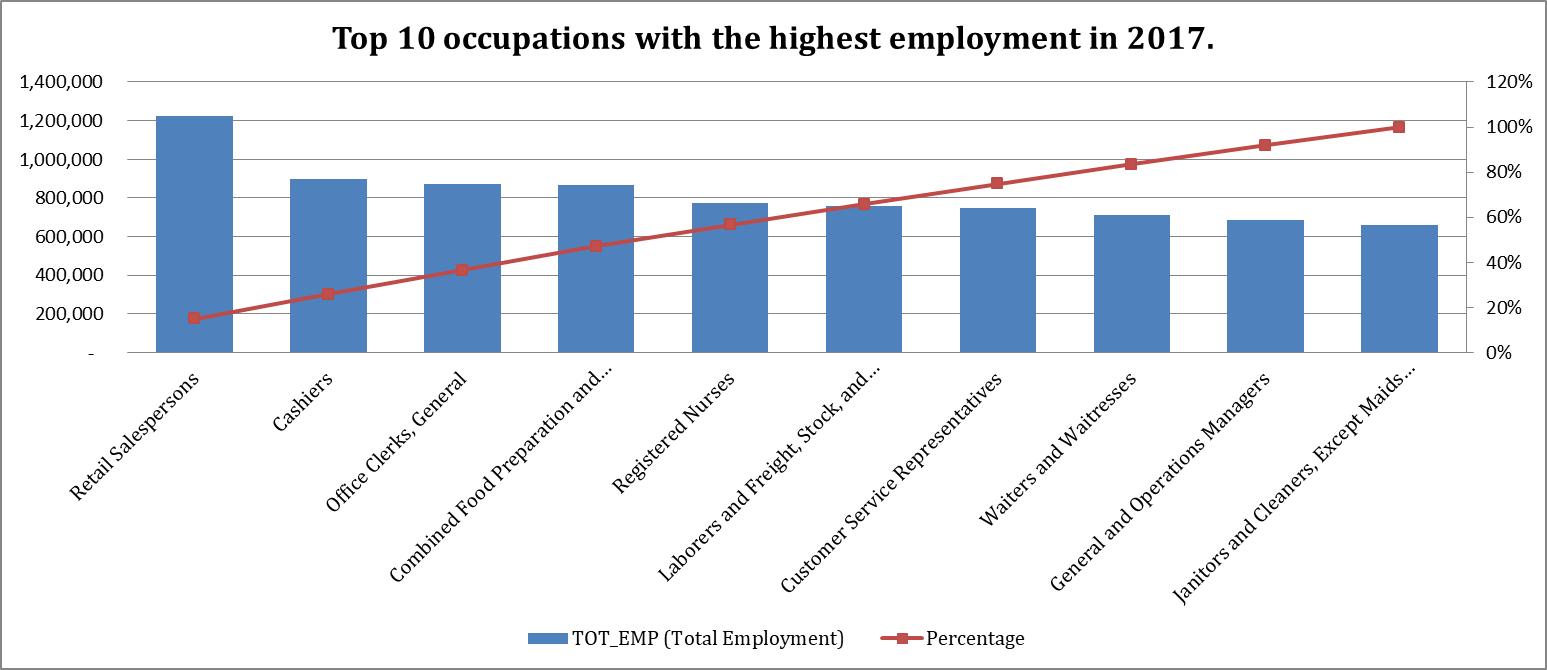 Top 10 occupations with the highest employment in 2017.
1,400,000
1,200,000
1,000,000
800,000
600,000
400,000
200,000
-
120%
100%
80%
60%
40%
20%
0%
Retail Salespersons
Cashiers
Office Clerks, General
Combined Food Preparation and...
Registered Nurses
Laborers and Freight, Stock, and...
Customer Service Representatives
Waiters and Waitresses
General and Operations Managers
Janitors and Cleaners, Except Maids...
TOT_EMP (Total Employment)
Percentage